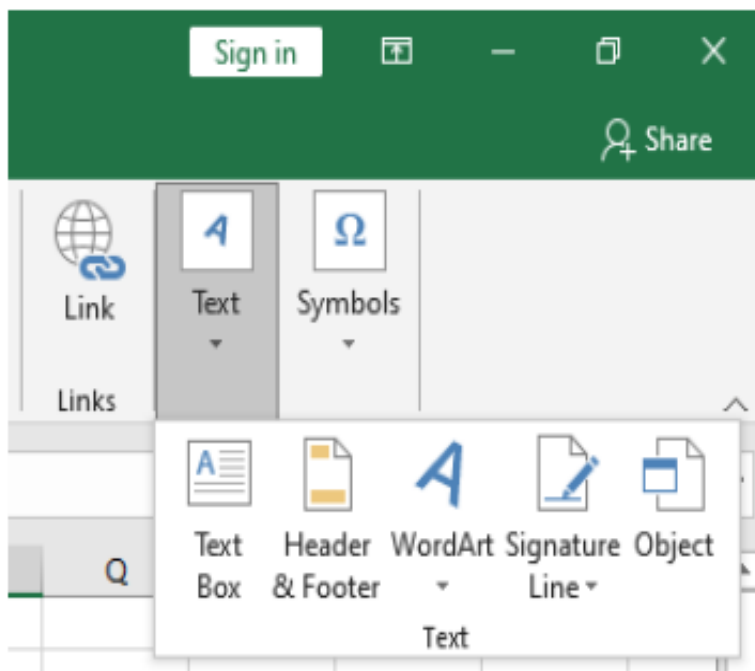 Sign in
Share
Link
Text
Symbols
Links
A
Ω
Text Box
Header & Footer
WordArt
Signature Line
Object
Q
Text